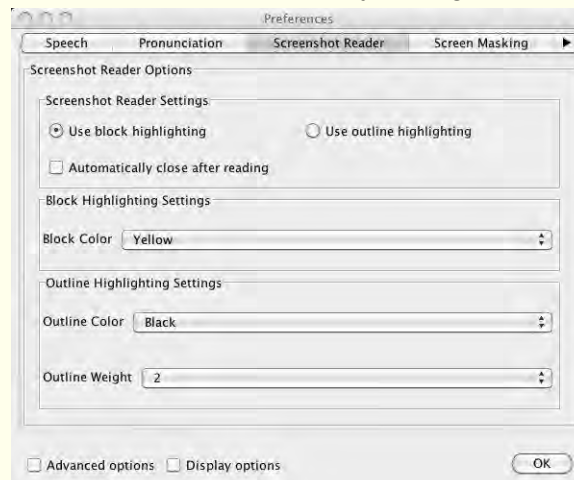 Preferences
Speech Pronunciation Screenshot Reader Screen Masking
Screenshot Reader Options
Screenshot Reader Settings
Use block highlighting Use outline highlighting
Automatically close after reading
Block Highlighting Settings
Block Color Yellow
Outline Highlighting Settings
Outline Color Black
Outline Weight 2
Advanced options Display options OK